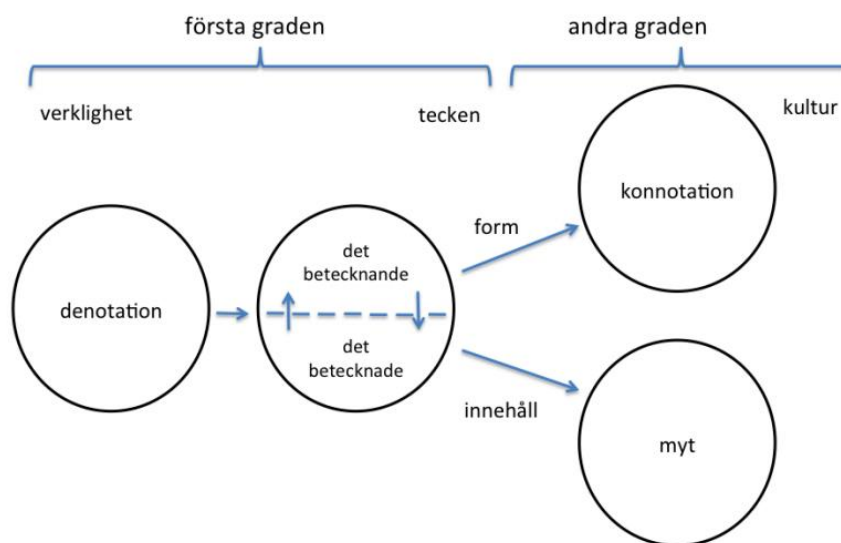 första graden
andra graden
verklighet
tecken
kultur
denotation
det
betecknande
det
betecknade
form
innehåll
konnotation
myt